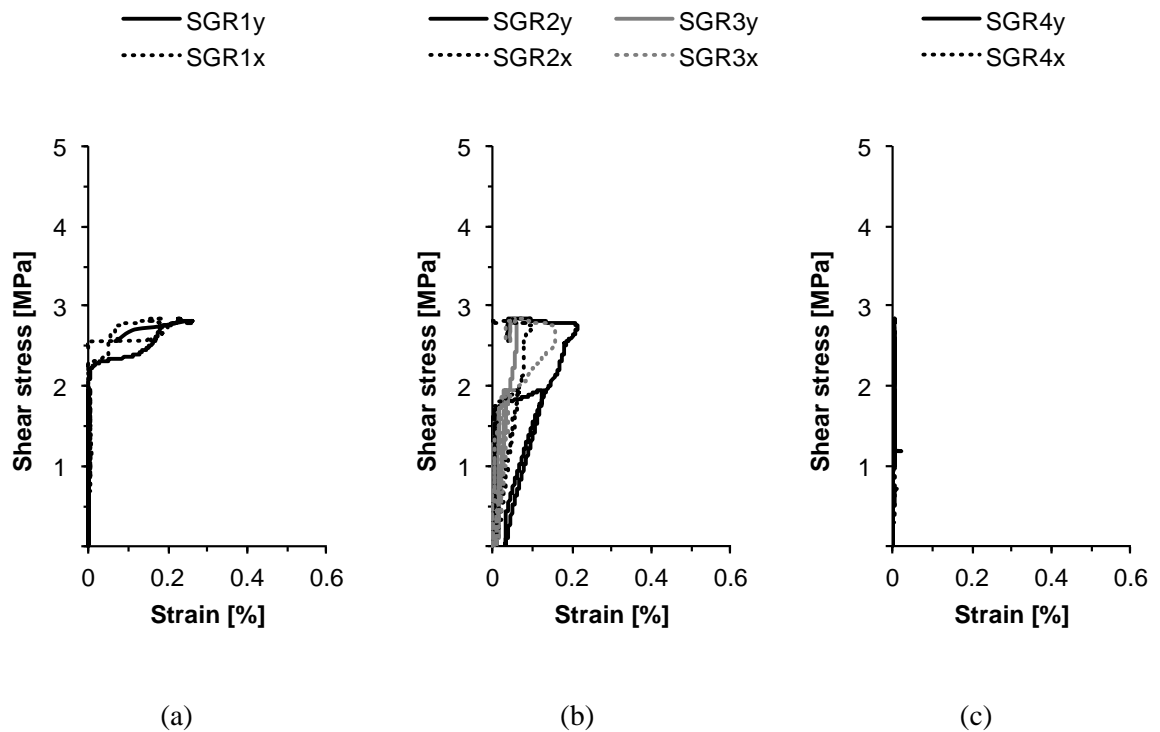 SGR1y
SGR1x
SGR2y SGR3y
SGR2x SGR3x
SGR4y
SGR4x
5
4
3
2
1
0 0.2 0.4 0.6
Shear stress [MPa]
Strain [%]
(a)
5
4
3
2
1
0 0.2 0.4 0.6
Shear stress [MPa]
Strain [%]
(b)
5
4
3
2
1
0 0.2 0.4 0.6
Shear stress [MPa]
Strain [%]
(c)